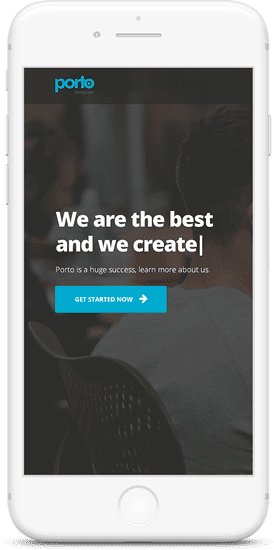 porto
We are the best
and we create|
Porto is a huge success, learn more about us.
GET STARTED NOW